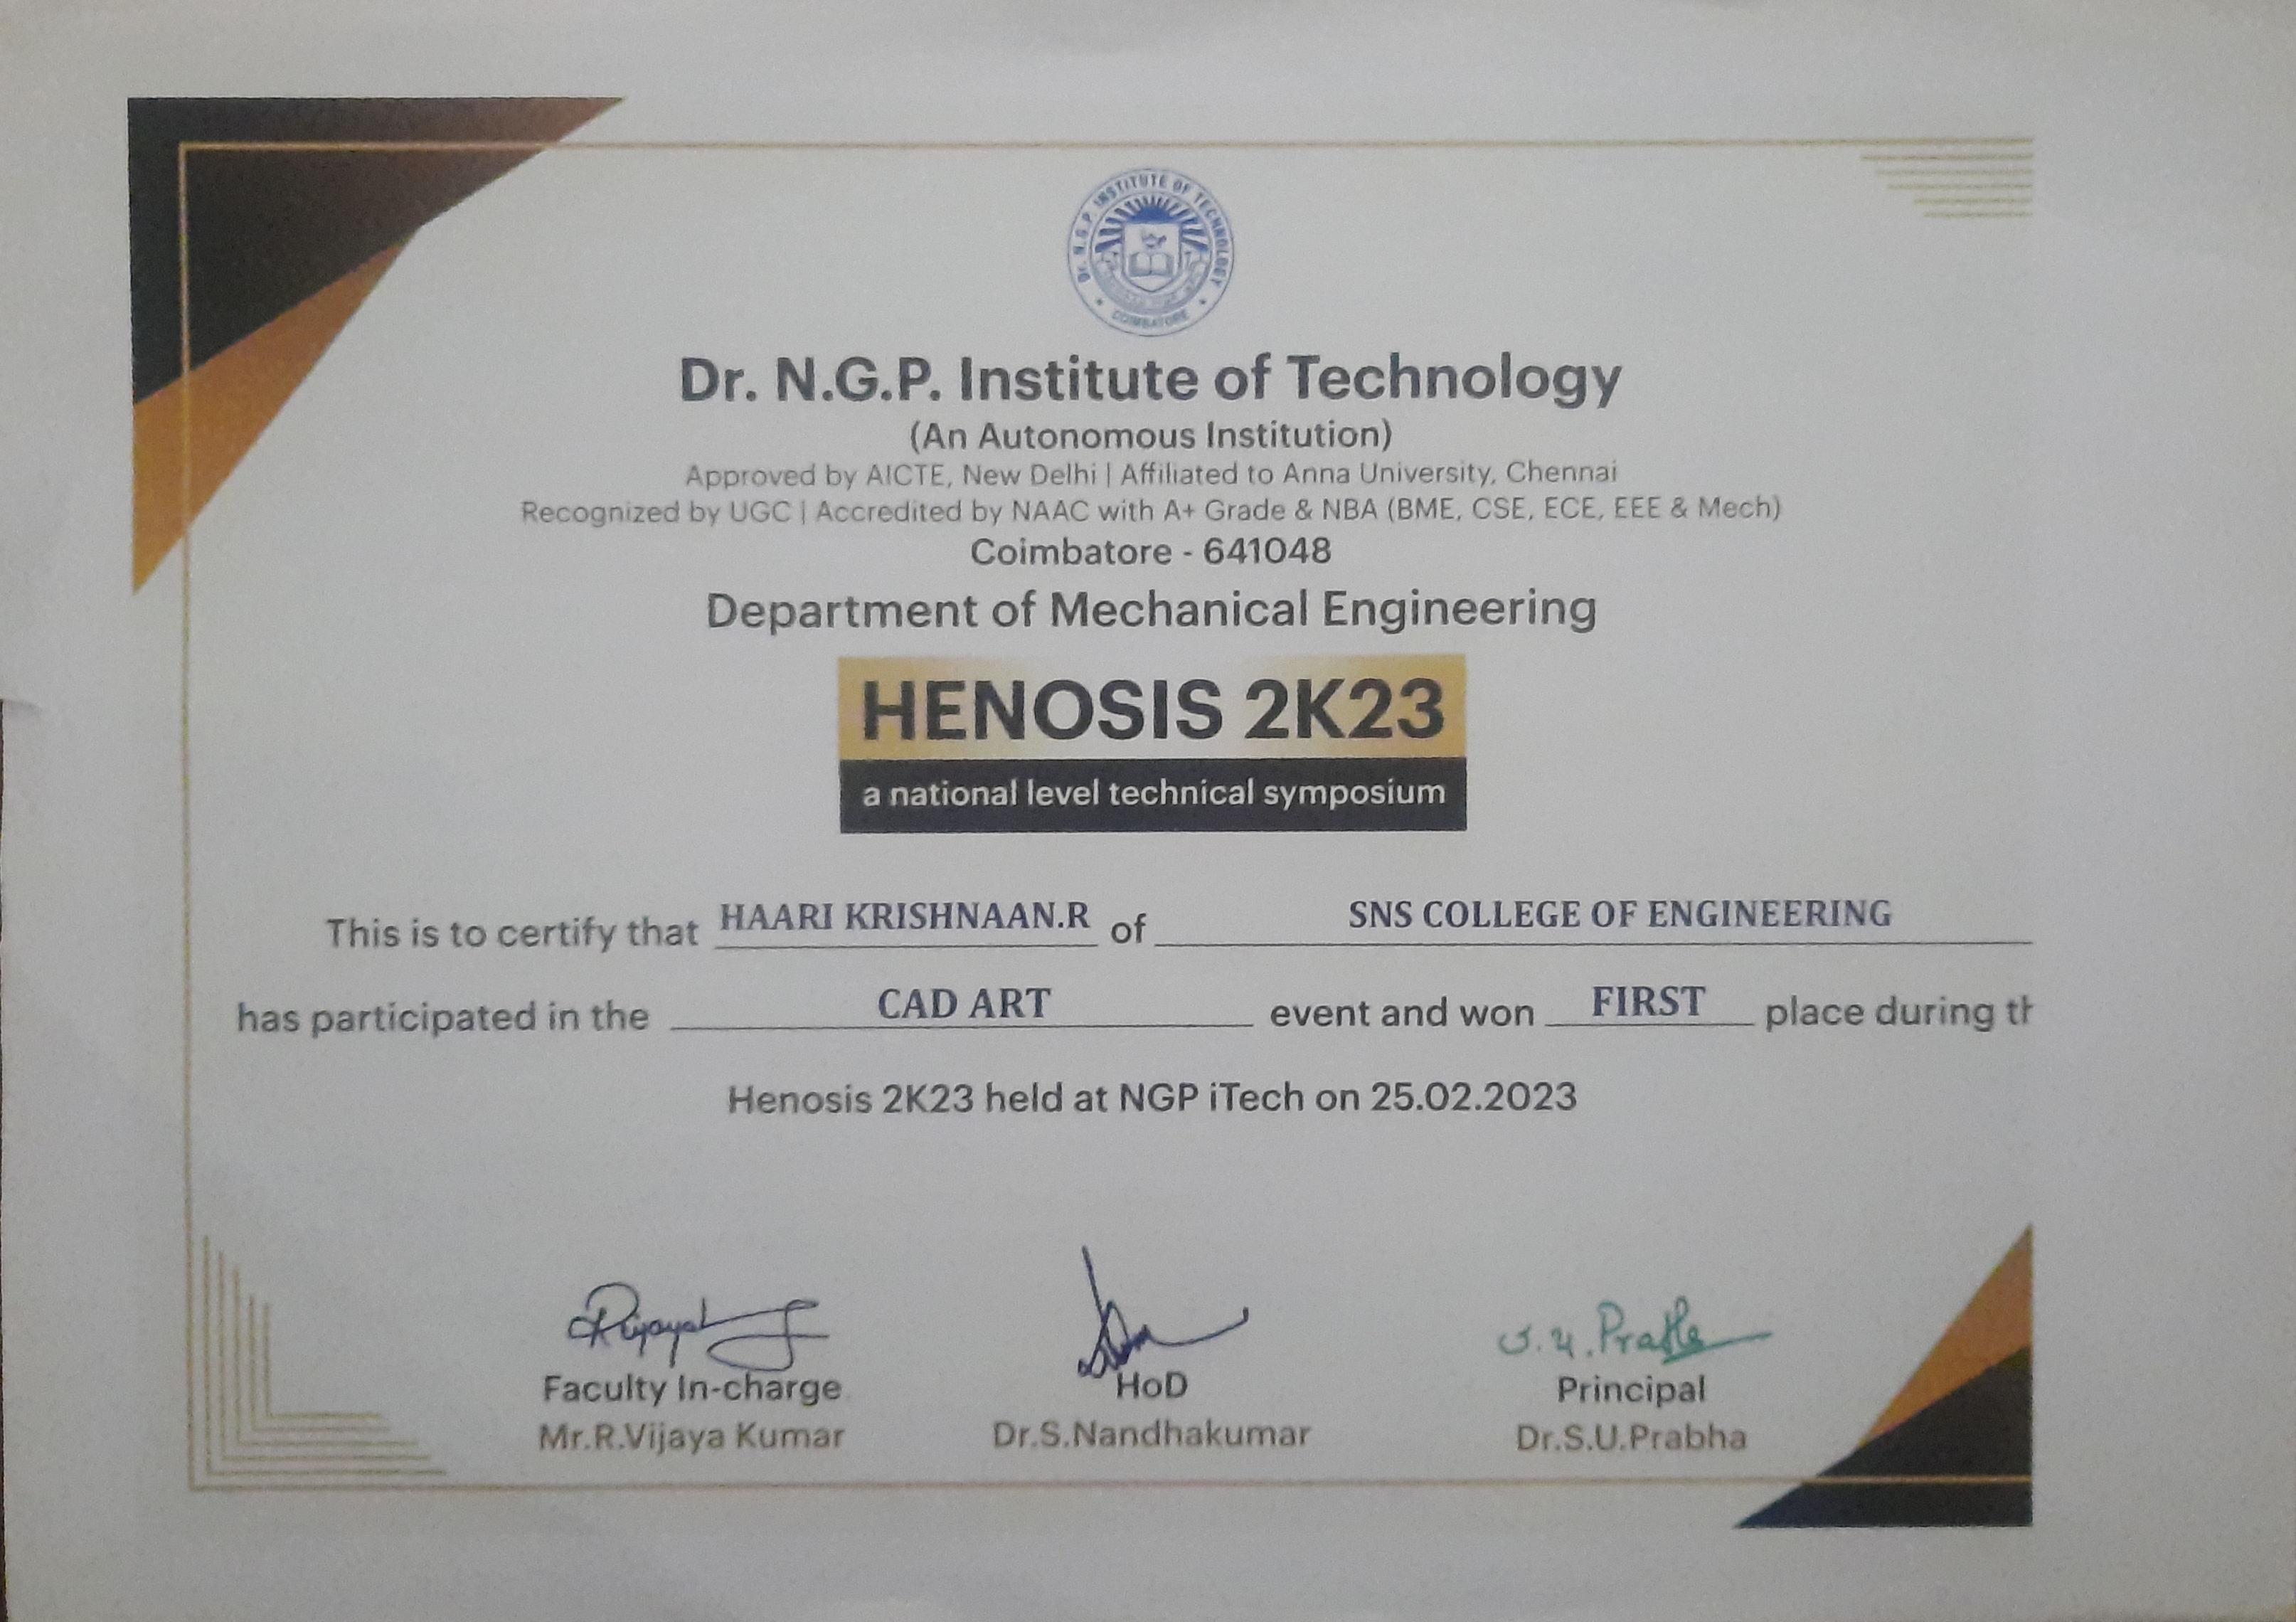 Dr. N.G.P. INSTITUTE OF TECHNOLOGY
COIMBATORE
Dr. N.G.P. Institute of Technology
(An Autonomous Institution)
Approved by AICTE, New Delhi | Affiliated to Anna University, Chennai
Recognized by UGC | Accredited by NAAC with A+ Grade & NBA (BME, CSE, ECE, EEE & Mech)
Coimbatore - 641048
Department of Mechanical Engineering
HENOSIS 2K23
a national level technical symposium
This is to certify that HAARI KRISHNAAN.R of SNS COLLEGE OF ENGINEERING
has participated in the CAD ART event and won FIRST place during th
Henosis 2K23 held at NGP iTech on 25.02.2023
S.U.Prabha
Faculty In-charge HoD Principal
Mr.R.Vijaya Kumar Dr.S.Nandhakumar Dr.S.U.Prabha